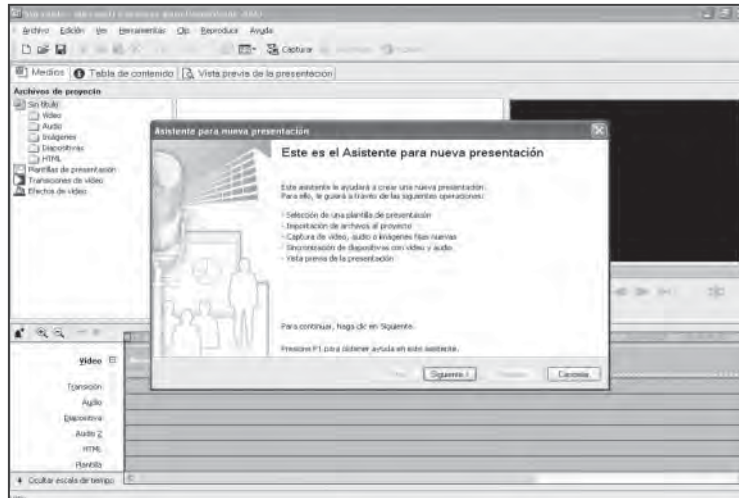 Archivo Edición Ver Herramientas Clip Reproducir Ayuda
Capturar
Medios Tabla de contenido Vista previa de la presentación
Archivos de proyecto
Sin título
Vídeo
Audio
Imágenes
Diapositivas
HTML
Plantillas de presentación
Transiciones de vídeo
Efectos de vídeo
Asistente para nueva presentación
Este es el Asistente para nueva presentación
Este asistente le ayudará a crear una nueva presentación.
Para ello, le guiará a través de las siguientes operaciones:
- Selección de una plantilla de presentación
- Importación de archivos al proyecto
- Captura de vídeo, audio o imágenes fijas nuevas
- Sincronización de diapositivas con vídeo y audio
- Vista previa de la presentación
Para continuar, haga clic en Siguiente.
Presione F1 para obtener ayuda en este asistente.
Siguiente > Cancelar
Vídeo
Transición
Audio
Diapositiva
Audio 2
HTML
Plantilla
Ocultar escala de tiempo